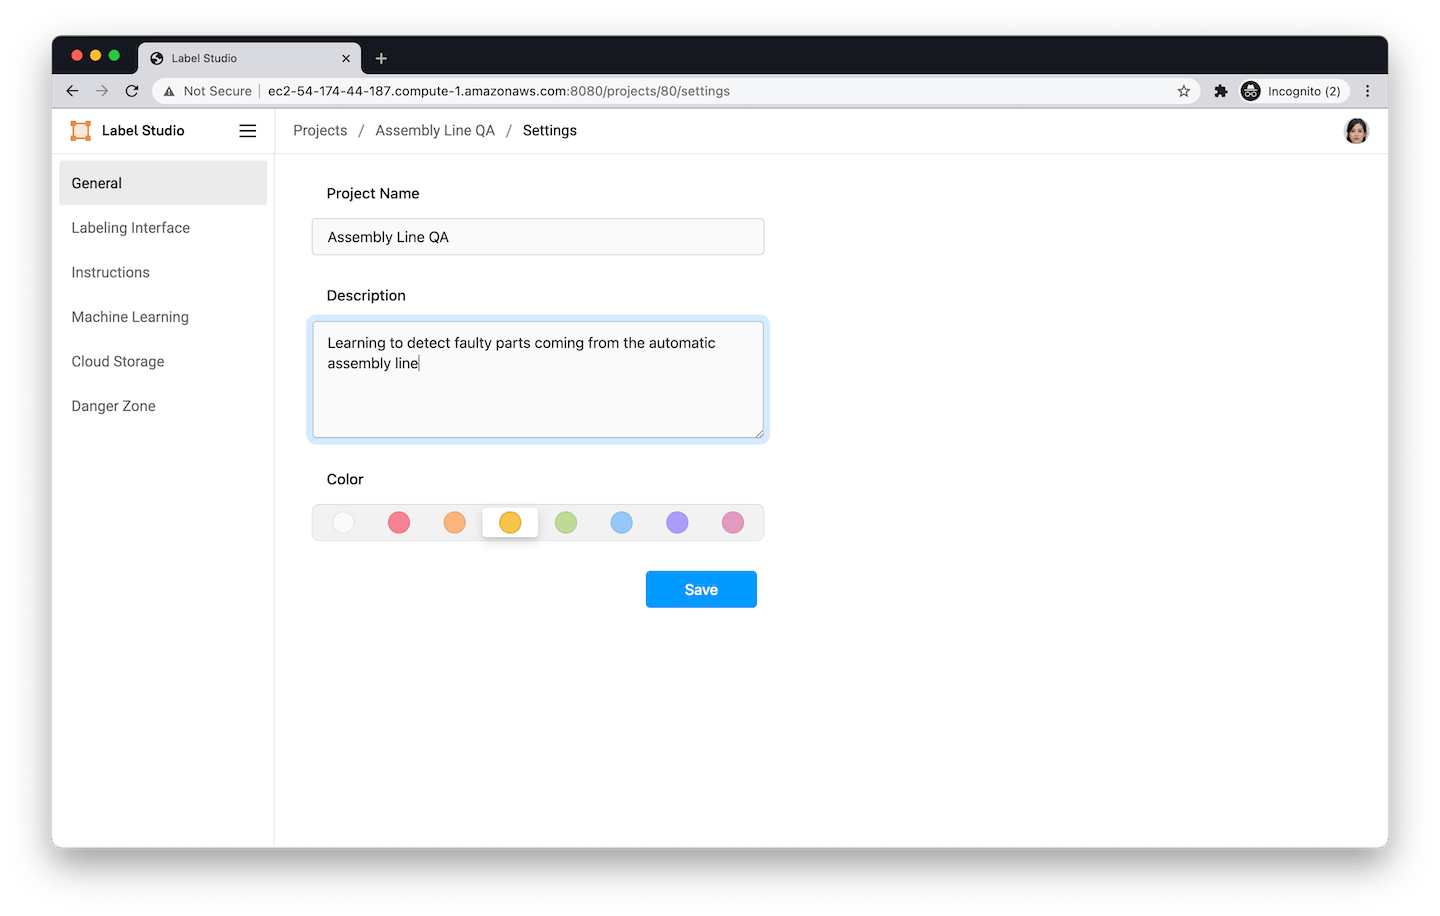 Label Studio
Not Secure
ec2-54-174-44-187.compute-1.amazonaws.com:8080/projects/80/settings
Incognito (2)
Label Studio
Projects / Assembly Line QA / Settings
General
Labeling Interface
Instructions
Machine Learning
Cloud Storage
Danger Zone
Project Name
Assembly Line QA
Description
Learning to detect faulty parts coming from the automatic
assembly line
Color
Save